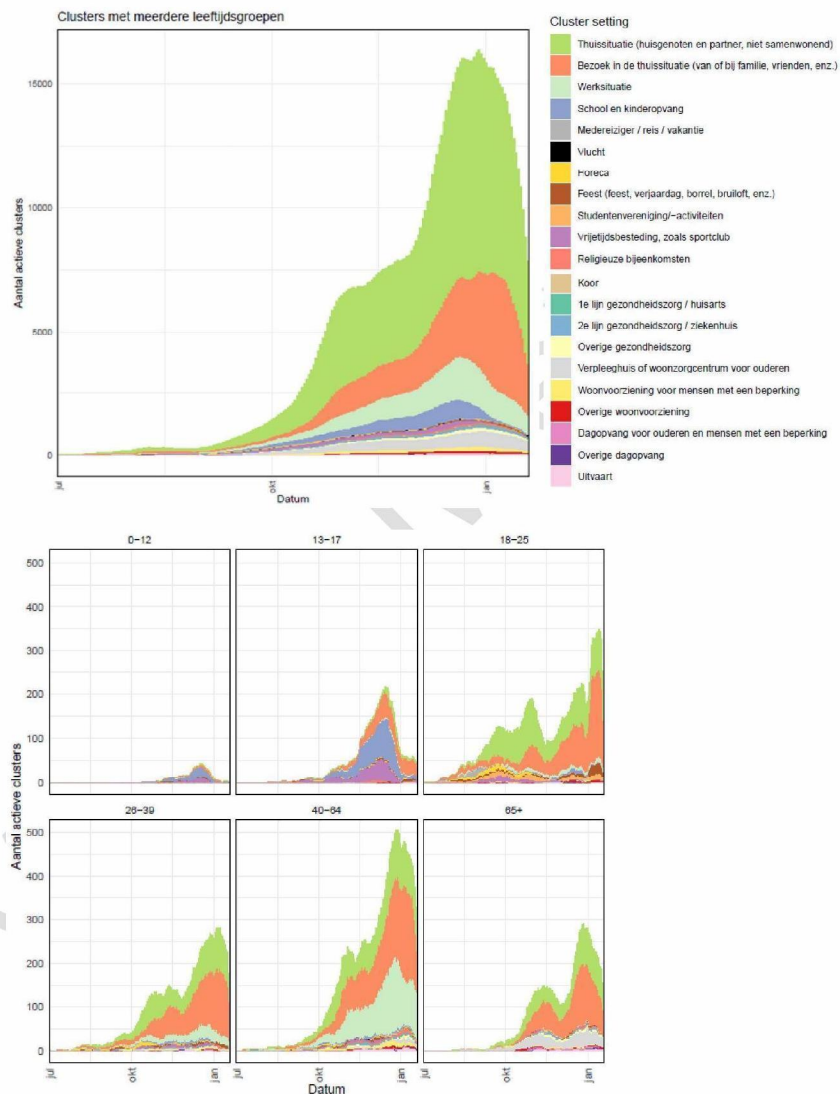 Clusters met meerdere leeftijdsgroepen
Cluster setting
Thuissituatie (huisgenoten en partner, niet samenwonend)
Bezoek in de thuissituatie (van of bij familie, vrienden, enz.)
Werksituatie
School en kinderopvang
Medereiziger / reis / vakantie
Vlucht
Horeca
Feest (feest, verjaardag, borrel, bruiloft, enz.)
Studentenvereniging/-activiteiten
Vrijetijdsbesteding, zoals sportclub
Religieuze bijeenkomsten
Koor
1e lijn gezondheidszorg / huisarts
2e lijn gezondheidszorg / ziekenhuis
Overige gezondheidszorg
Verpleeghuis of woonzorgcentrum voor ouderen
Woonvoorziening voor mensen met een beperking
Overige woonvoorziening
Dagopvang voor ouderen en mensen met een beperking
Overige dagopvang
Uitvaart
Aantal actieve clusters
15000
10000
5000
0
jul
okt
jan
Datum
0-12
13-17
18-25
500
400
300
200
100
0
26-39
40-64
65+
Aantal actieve clusters
500
400
300
200
100
0
jul
okt
jan
jul
okt
jan
jul
okt
jan
Datum